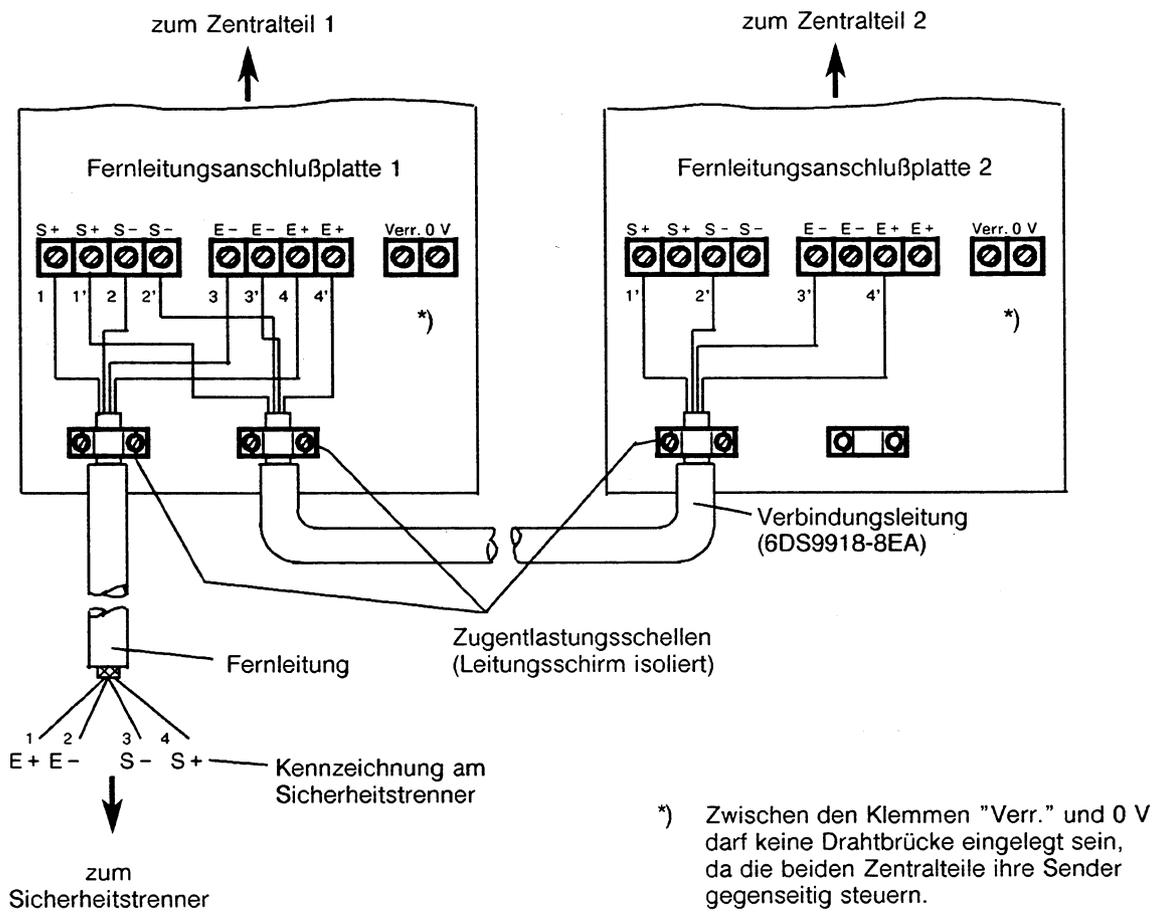 zum Zentralteil 1
zum Zentralteil 2
Fernleitungsanschlußplatte 1
Fernleitungsanschlußplatte 2
S+ S+ S- S- E- E- E+ E+ Verr. 0 V
S+ S+ S- S- E- E- E+ E+ Verr. 0 V
1 1' 2 2' 3 3' 4 4'
*)
1' 2' 3' 4'
*)
Verbindungsleitung
(6DS9918-8EA)
Zugentlastungsschellen
(Leitungsschirm isoliert)
Fernleitung
1 2 3 4
E+ E- S- S+
Kennzeichnung am
Sicherheitstrenner
zum
Sicherheitstrenner
*) Zwischen den Klemmen "Verr." und 0 V
darf keine Drahtbrücke eingelegt sein,
da die beiden Zentralteile ihre Sender
gegenseitig steuern.